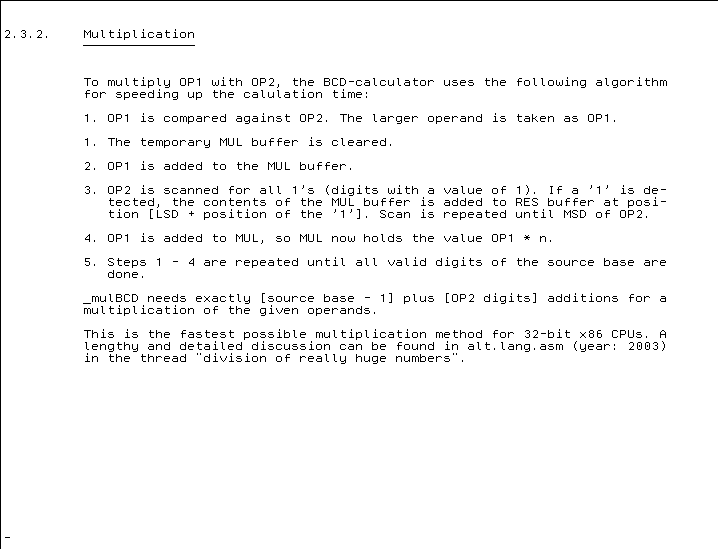 2.3.2. Multiplication
To multiply OP1 with OP2, the BCD-calculator uses the following algorithm
for speeding up the calulation time:
1. OP1 is compared against OP2. The larger operand is taken as OP1.
1. The temporary MUL buffer is cleared.
2. OP1 is added to the MUL buffer.
3. OP2 is scanned for all 1's (digits with a value of 1). If a '1' is de-
tected, the contents of the MUL buffer is added to RES buffer at posi-
tion [LSD + position of the '1']. Scan is repeated until MSD of OP2.
4. OP1 is added to MUL, so MUL now holds the value OP1 * n.
5. Steps 1 - 4 are repeated until all valid digits of the source base are
done.
_mulBCD needs exactly [source base - 1] plus [OP2 digits] additions for a
multiplication of the given operands.
This is the fastest possible multiplication method for 32-bit x86 CPUs. A
lengthy and detailed discussion can be found in alt.lang.asm (year: 2003)
in the thread "division of really huge numbers".
_